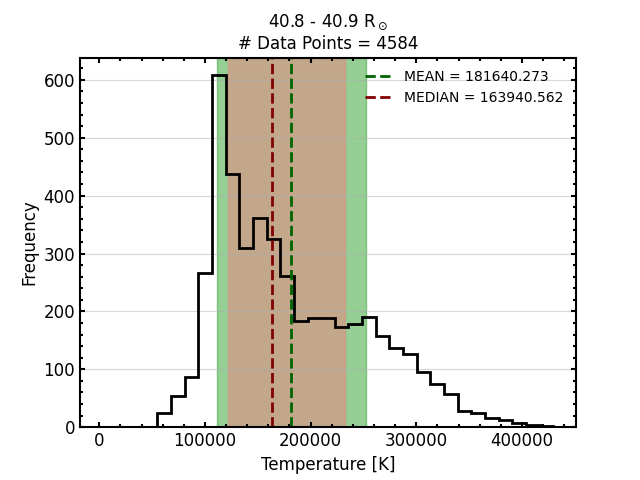 40.8 - 40.9 R⊙
# Data Points = 4584
MEAN = 181640.273
MEDIAN = 163940.562
Frequency
600
500
400
300
200
100
0
0 100000 200000 300000 400000
Temperature [K]